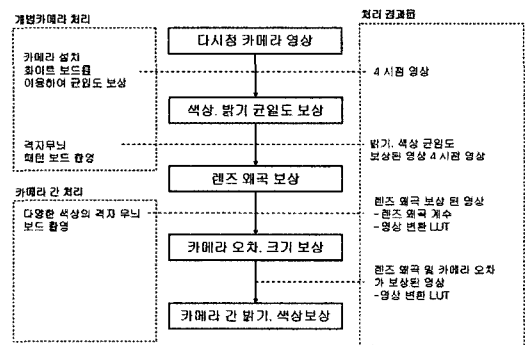 개별카메라 처리
카메라 설치
화이트 보드를
이용하여 균일도 보상
격자무늬
패턴 보드 촬영
카메라 간 처리
다양한 색상의 격자 무늬
보드 촬영
다시점 카메라 영상
색상. 밝기 균일도 보상
렌즈 왜곡 보상
카메라 오차. 크기 보상
카메라 간 밝기. 색상보상
처리 결과물
4 시점 영상
밝기. 색상 균일도
보상된 영상 4 시점 영상
렌즈 왜곡 보상 된 영상
-렌즈 왜곡 계수
-영상 변환 LUT
렌즈 왜곡 및 카메라 오차
가 보상된 영상
-영상 변환 LUT